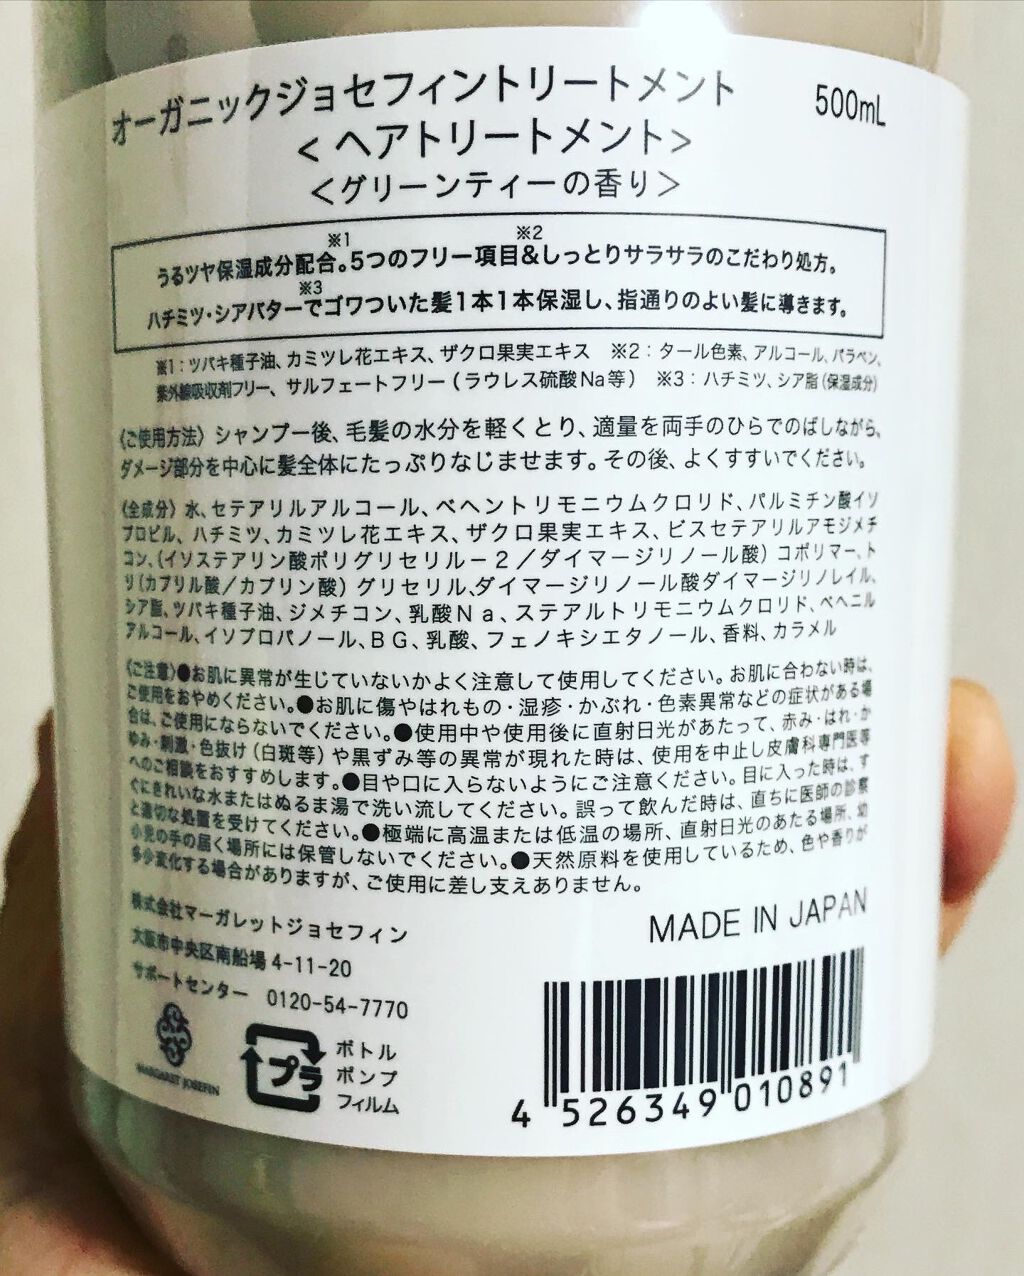 オーガニックジョセフィントリートメント 500mL
<ヘアトリートメント>
<グリーンティーの香り>
※1 ※2
うるツヤ保湿成分配合。5つのフリー項目&しっとりサラサラのこだわり処方。
※3
ハチミツ・シアバターでゴワついた髪1本1本保湿し、指通りのよい髪に導きます。
※1：ツバキ種子油、カミツレ花エキス、ザクロ果実エキス ※2：タール色素、アルコール、パラベン、
紫外線吸収剤フリー、サルフェートフリー（ラウレス硫酸Na等） ※3：ハチミツ、シア脂（保湿成分）
〈ご使用方法〉シャンプー後、毛髪の水分を軽くとり、適量を両手のひらでのばしながら、
ダメージ部分を中心に髪全体にたっぷりなじませます。その後、よくすすいでください。
〈全成分〉水、セテアリルアルコール、ベヘントリモニウムクロリド、パルミチン酸イソ
プロピル、ハチミツ、カミツレ花エキス、ザクロ果実エキス、ビスセテアリルアモジメチ
コン、（イソステアリン酸ポリグリセリル－２／ダイマージリノール酸）コポリマー、ト
リ（カプリル酸／カプリン酸）グリセリル、ダイマージリノール酸ダイマージリノレイル、
シア脂、ツバキ種子油、ジメチコン、乳酸Ｎａ、ステアルトリモニウムクロリド、ベヘニル
アルコール、イソプロパノール、ＢＧ、乳酸、フェノキシエタノール、香料、カラメル
〈ご注意〉●お肌に異常が生じていないかよく注意して使用してください。お肌に合わない時は、
ご使用をおやめください。●お肌に傷やはれもの・湿疹・かぶれ・色素異常などの症状がある場
合は、ご使用にならないでください。●使用中や使用後に直射日光があたって、赤み・はれ・か
ゆみ・刺激・色抜け（白斑等）や黒ずみ等の異常が現れた時は、使用を中止し皮膚科専門医等
へのご相談をおすすめします。●目や口に入らないようにご注意ください。目に入った時は、す
ぐにきれいな水またはぬるま湯で洗い流してください。誤って飲んだ時は、直ちに医師の診察
と適切な処置を受けてください。●極端に高温または低温の場所、直射日光のあたる場所、幼
小児の手の届く場所には保管しないでください。●天然原料を使用しているため、色や香りが
多少変化する場合がありますが、ご使用に差し支えありません。
株式会社マーガレットジョセフィン
大阪市中央区南船場4-11-20
サポートセンター 0120-54-7770
MADE IN JAPAN
MARGARET JOSEFIN
プラ
ボトル
ポンプ
フィルム
4 526349 010891